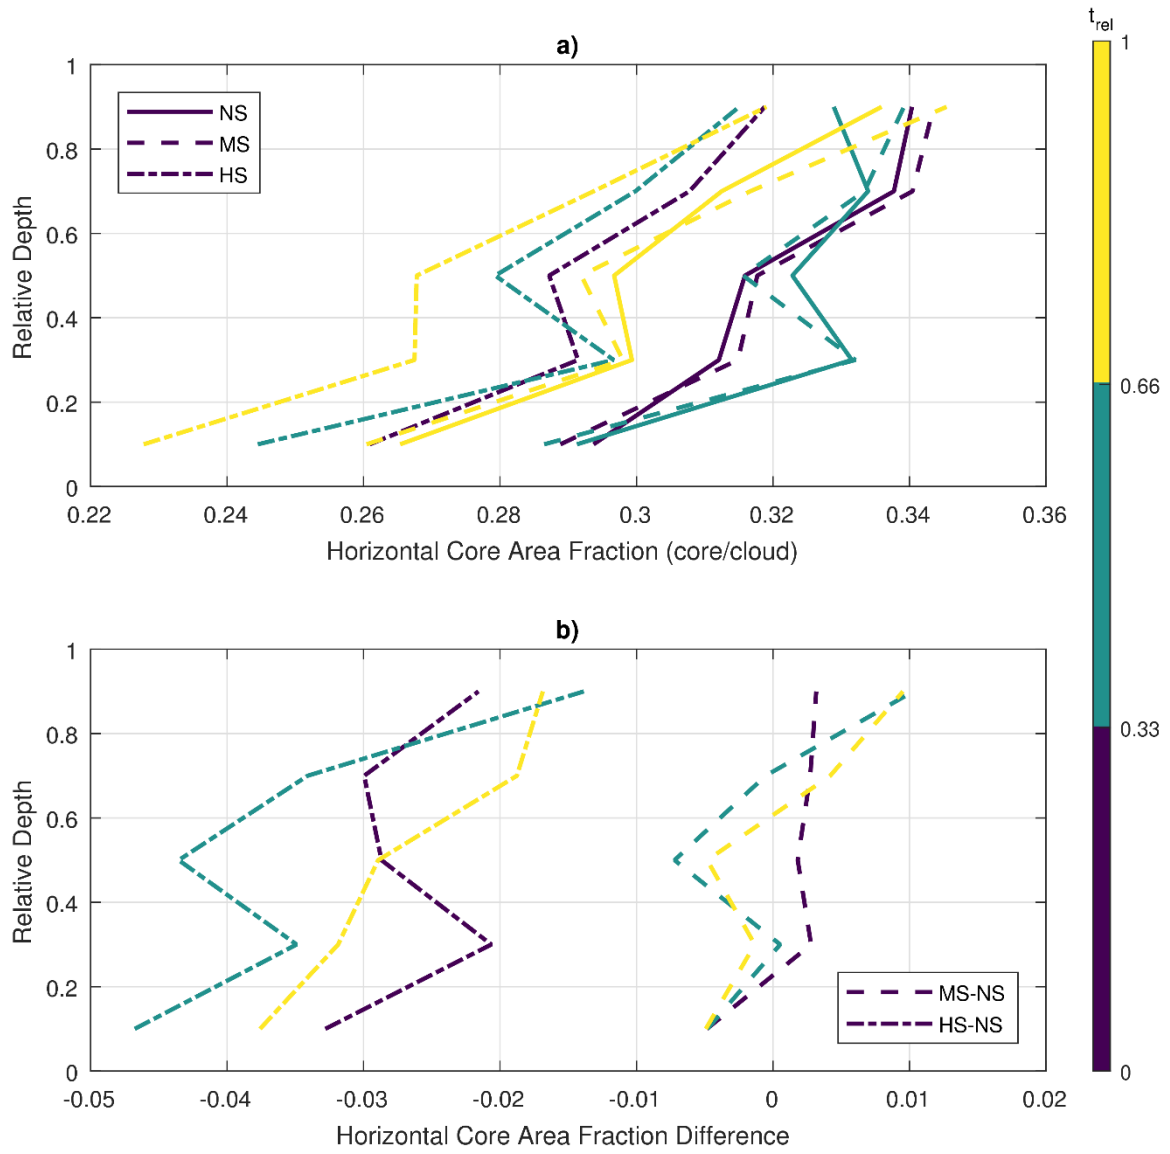 t_rel
a)
1
0.8
0.6
0.4
0.2
0
NS
MS
HS
Relative Depth
0.22 0.24 0.26 0.28 0.3 0.32 0.34 0.36
Horizontal Core Area Fraction (core/cloud)
1
0.66
0.33
0
b)
1
0.8
0.6
0.4
0.2
0
MS-NS
HS-NS
Relative Depth
-0.05 -0.04 -0.03 -0.02 -0.01 0 0.01 0.02
Horizontal Core Area Fraction Difference